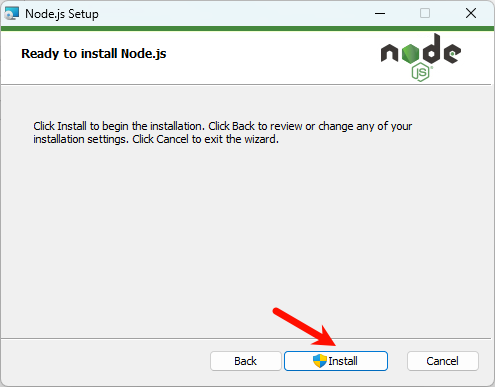 Node.js Setup
Ready to install Node.js
node
JS
Click Install to begin the installation. Click Back to review or change any of your
installation settings. Click Cancel to exit the wizard.
Back
Install
Cancel